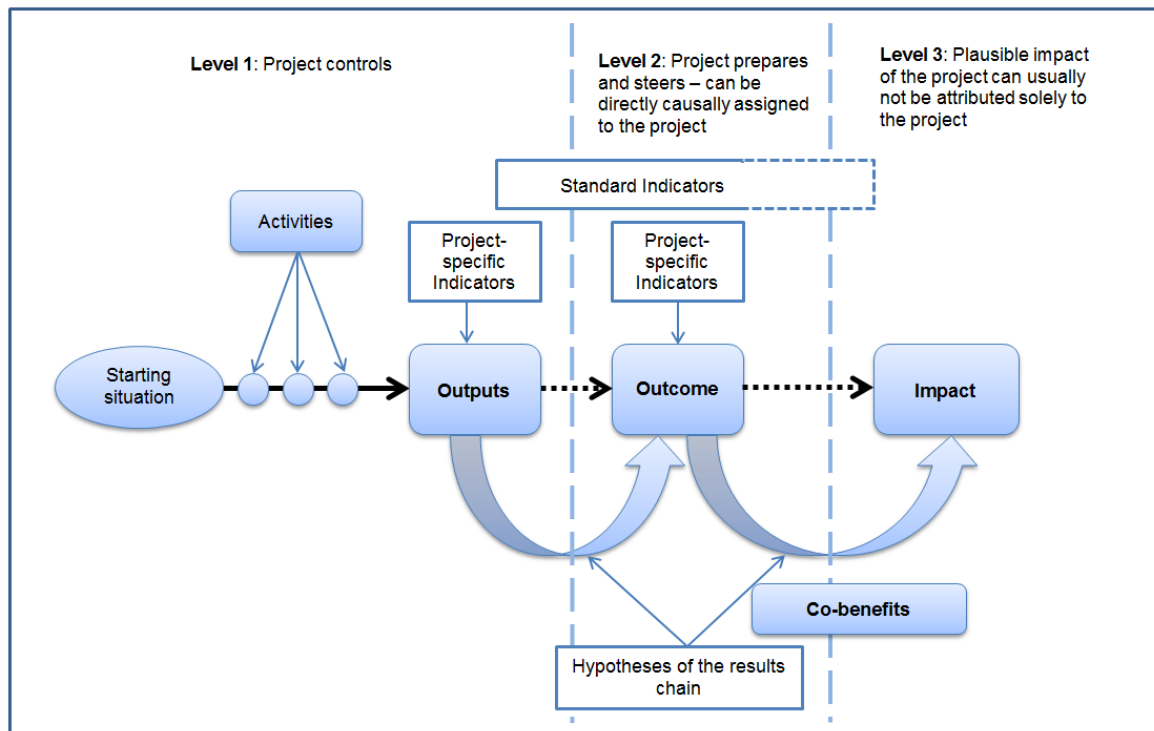 Level 1: Project controls
Level 2: Project prepares
and steers – can be
directly causally assigned
to the project
Level 3: Plausible impact
of the project can usually
not be attributed solely to
the project
Standard Indicators
Activities
Project-
specific
Indicators
Project-
specific
Indicators
Starting
situation
Outputs
Outcome
Impact
Co-benefits
Hypotheses of the results
chain